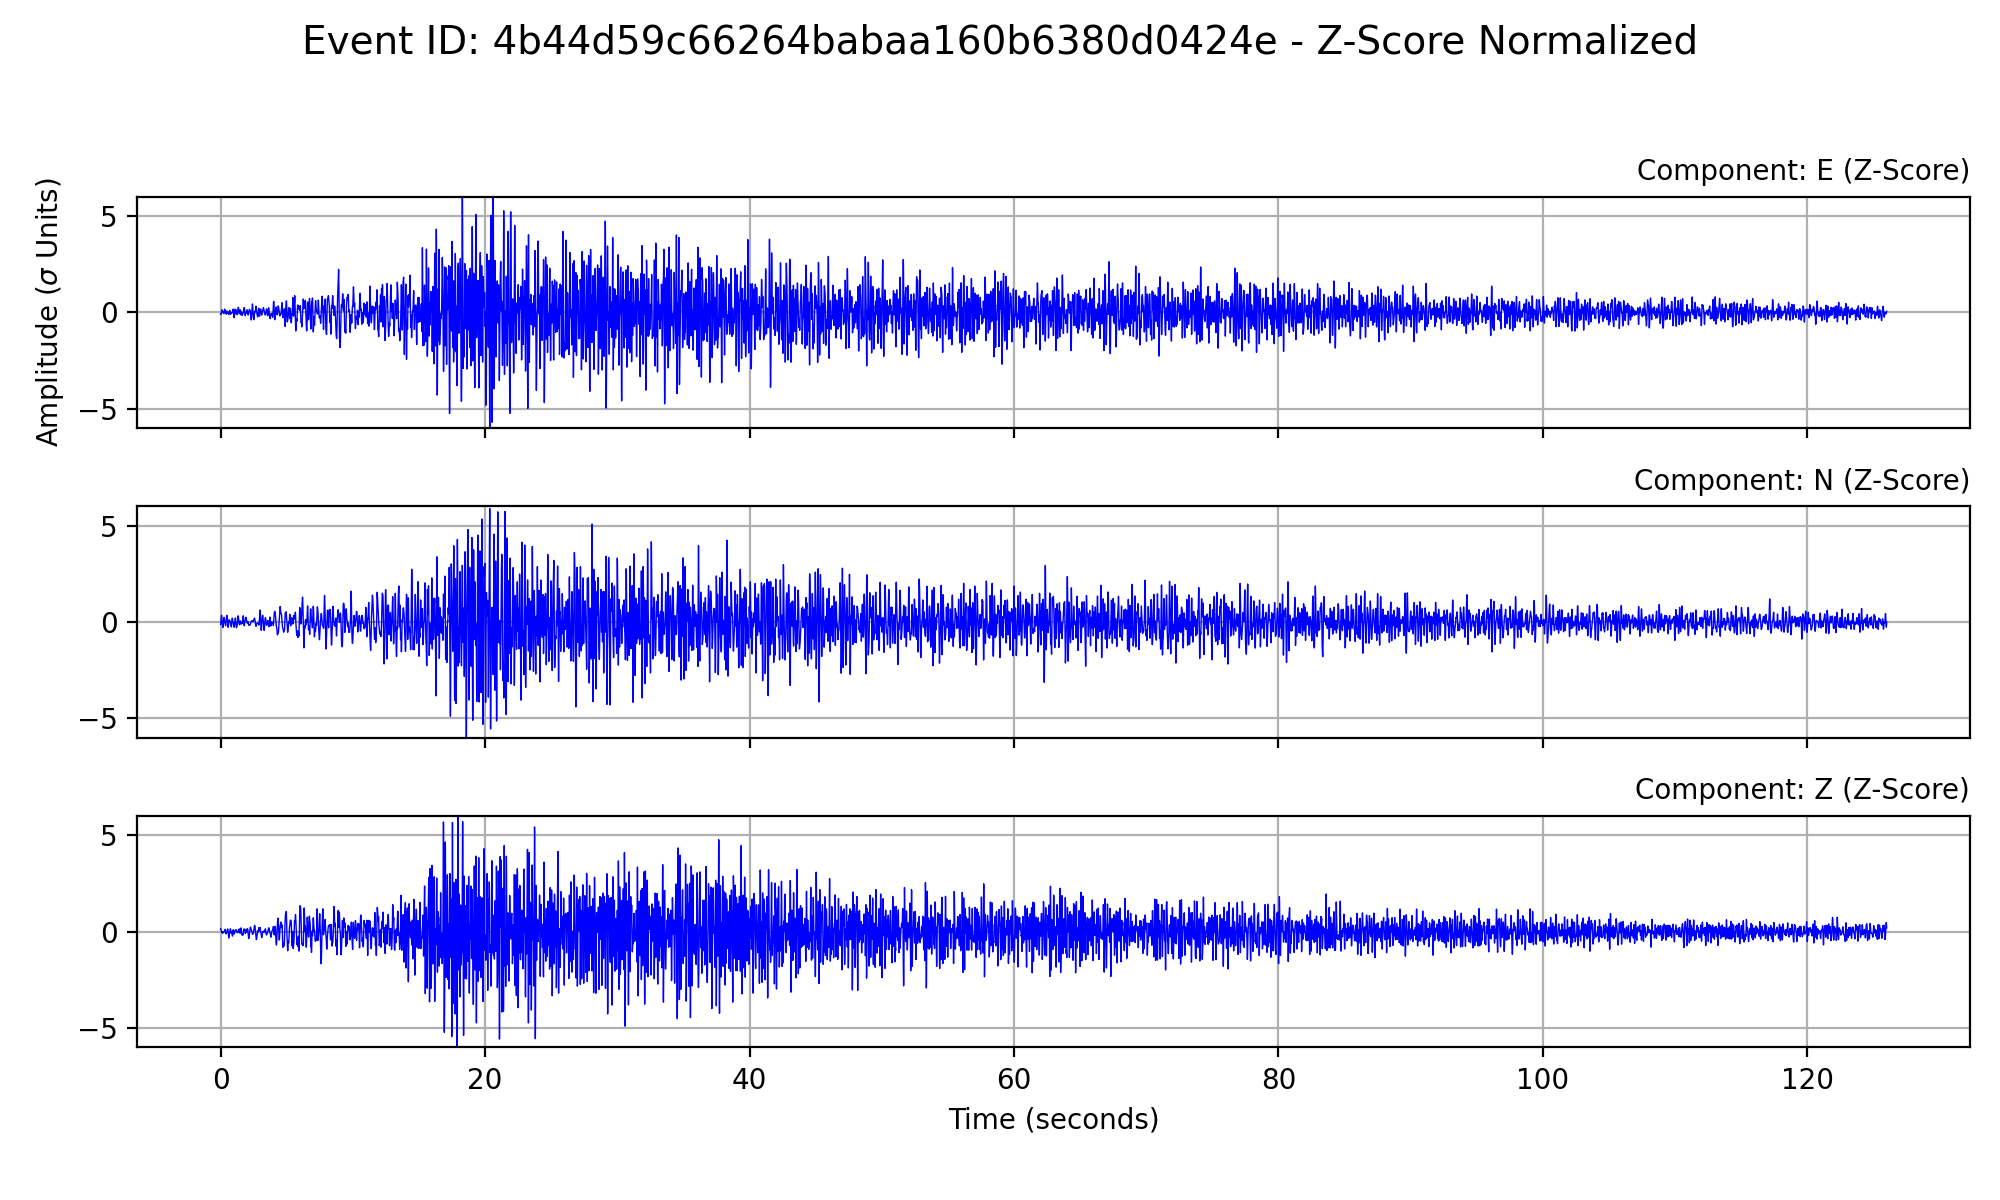 Event ID: 4b44d59c66264babaa160b6380d0424e - Z-Score Normalized
Component: E (Z-Score)
Amplitude (σ Units)
5
0
−5
Component: N (Z-Score)
5
0
−5
Component: Z (Z-Score)
5
0
−5
0 20 40 60 80 100 120
Time (seconds)